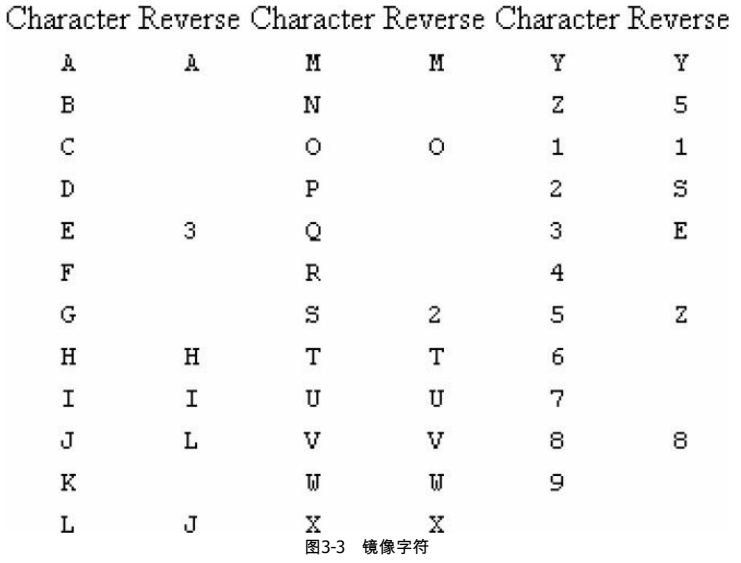 Character Reverse Character Reverse Character Reverse
A A M M Y Y
B N Z 5
C O O 1 1
D P 2 S
E 3 Q 3 E
F R 4
G S 2 5 Z
H H T T 6
I I U U 7
J L V V 8 8
K W W 9
L J X X
图3-3 镜像字符